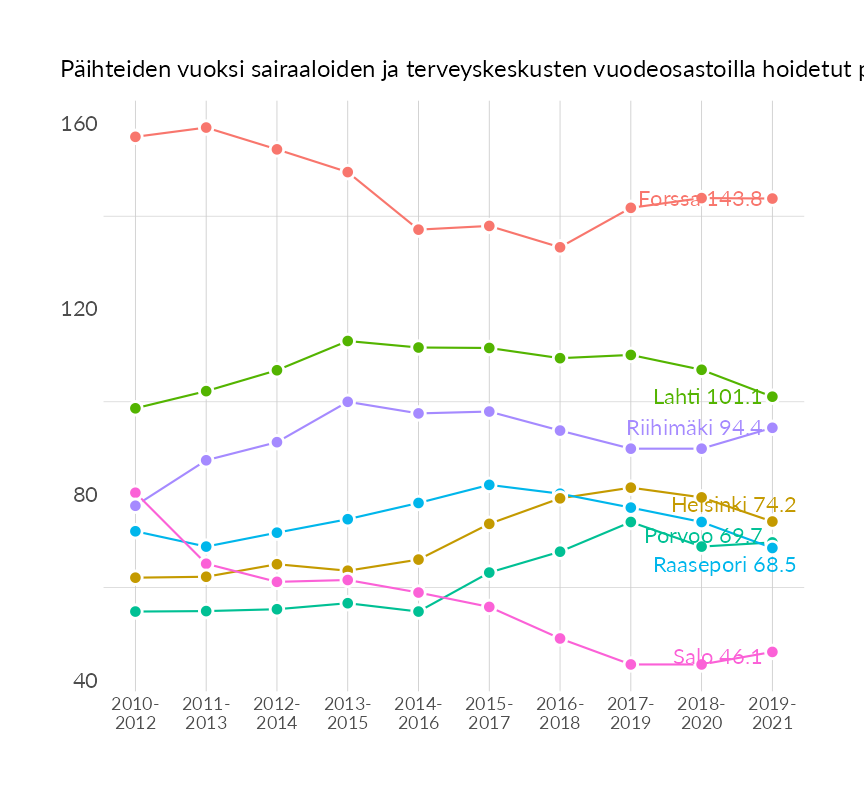 Päihteiden vuoksi sairaaloiden ja terveyskeskusten vuodeosastoilla hoidetut
160
120
80
40
Forssa 143.8
Lahti 101.1
Riihimäki 94.4
Helsinki 74.2
Porvoo 69.7
Raasepori 68.5
Salo 46.1
2010- 2011- 2012- 2013- 2014- 2015- 2016- 2017- 2018- 2019-
2012 2013 2014 2015 2016 2017 2018 2019 2020 2021